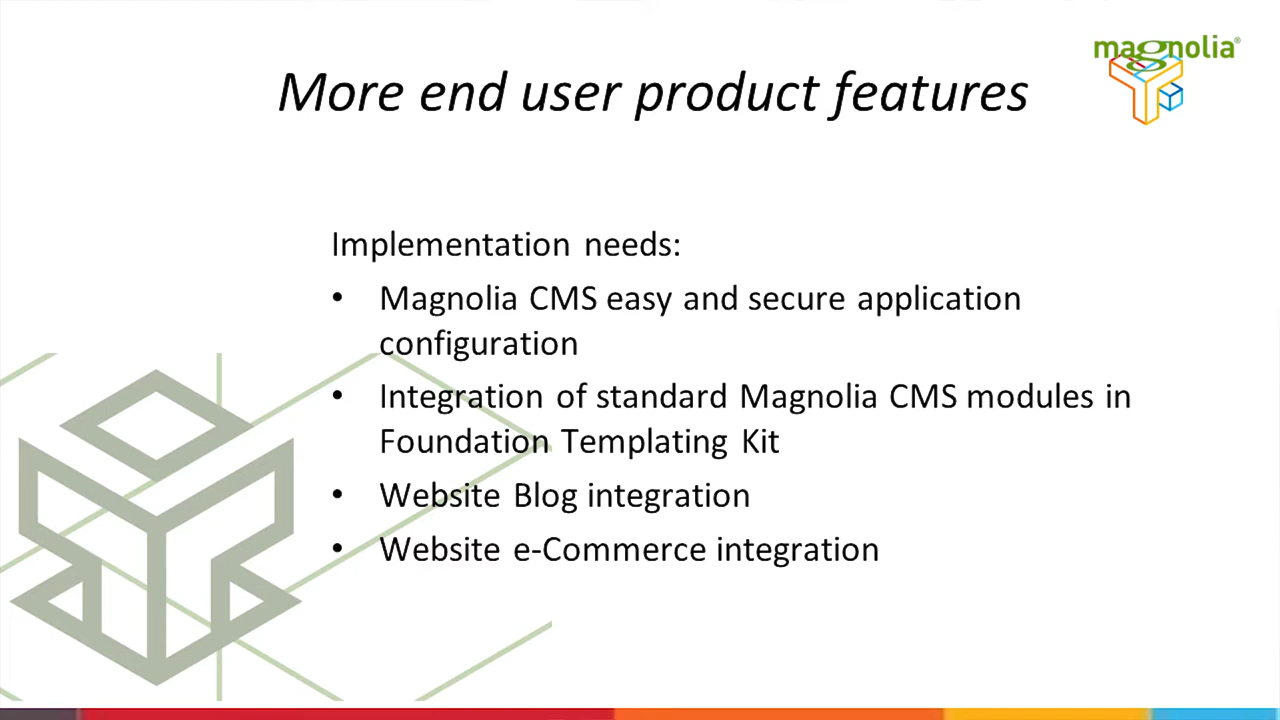 magnolia®
More end user product features
Implementation needs:
• Magnolia CMS easy and secure application
configuration
• Integration of standard Magnolia CMS modules in
Foundation Templating Kit
• Website Blog integration
• Website e-Commerce integration